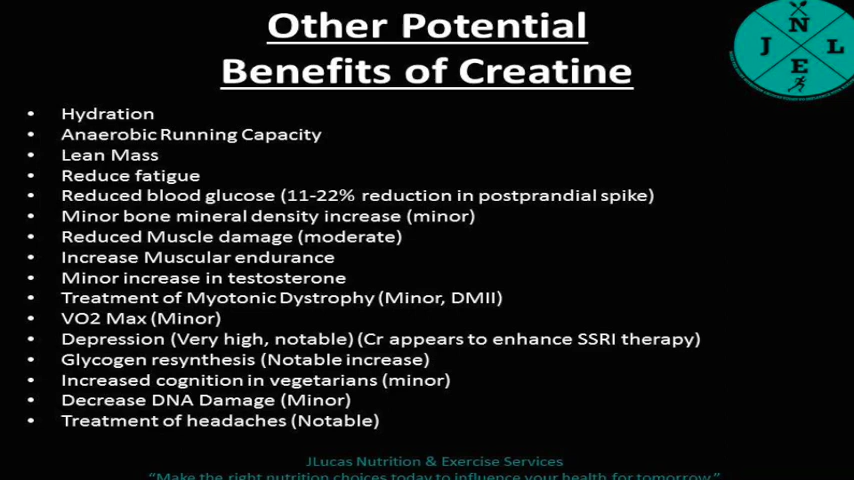 Other Potential
Benefits of Creatine
J N L E
• Hydration
• Anaerobic Running Capacity
• Lean Mass
• Reduce fatigue
• Reduced blood glucose (11-22% reduction in postprandial spike)
• Minor bone mineral density increase (minor)
• Reduced Muscle damage (moderate)
• Increase Muscular endurance
• Minor increase in testosterone
• Treatment of Myotonic Dystrophy (Minor, DMII)
• VO2 Max (Minor)
• Depression (Very high, notable) (Cr appears to enhance SSRI therapy)
• Glycogen resynthesis (Notable increase)
• Increased cognition in vegetarians (minor)
• Decrease DNA Damage (Minor)
• Treatment of headaches (Notable)
JLucas Nutrition & Exercise Services
“Make the right nutrition choices today to influence your health for tomorrow.”